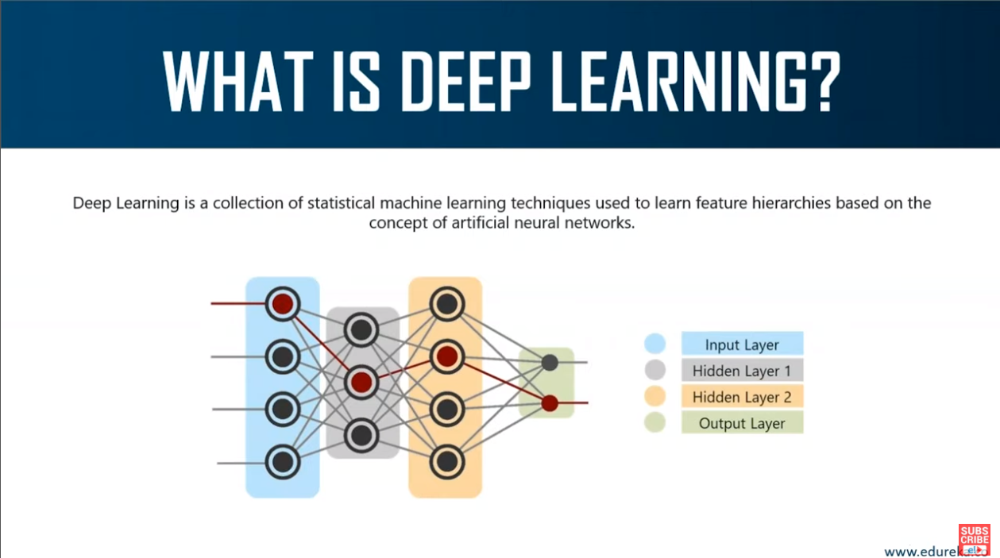 WHAT IS DEEP LEARNING?
Deep Learning is a collection of statistical machine learning techniques used to learn feature hierarchies based on the
concept of artificial neural networks.
Input Layer
Hidden Layer 1
Hidden Layer 2
Output Layer
SUBS
CRIBE
www.edureka.co